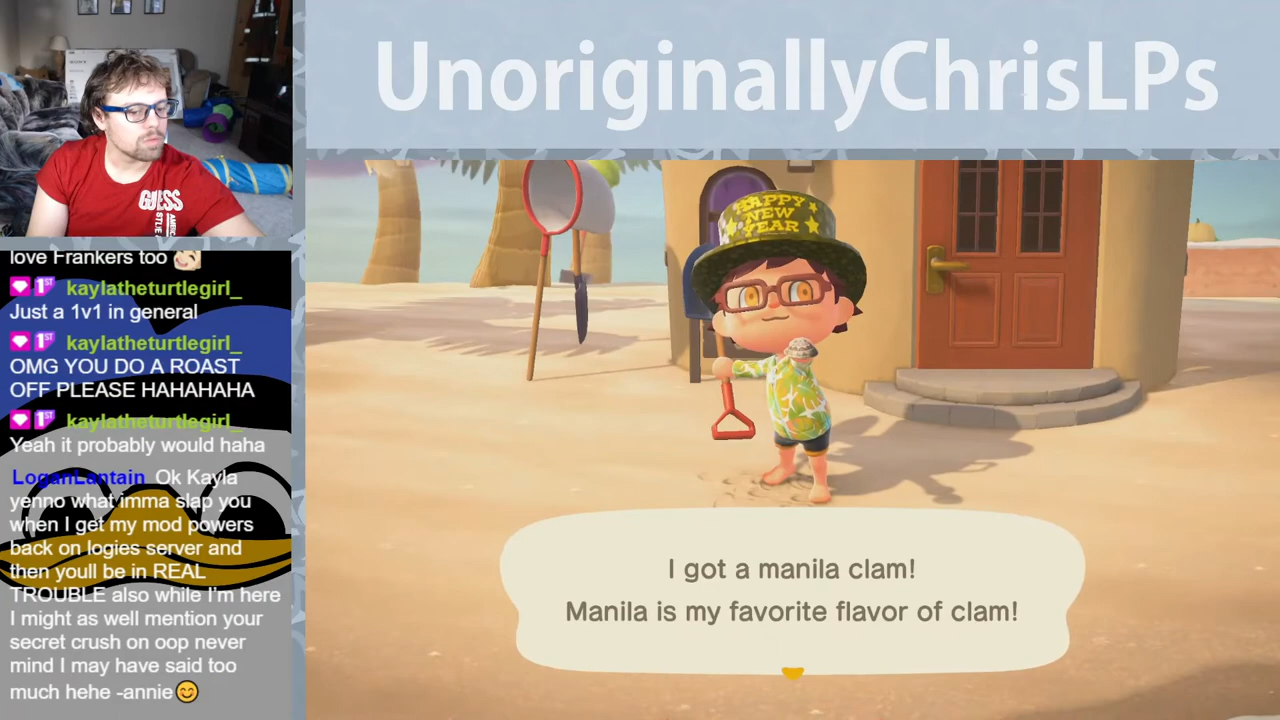 UnoriginallyChrisLPs
GUESS
HAPPY
NEW
YEAR
love Frankers too
kaylatheturtlegirl_
Just a 1v1 in general
kaylatheturtlegirl_
OMG YOU DO A ROAST
OFF PLEASE HAHAHAHA
kaylatheturtlegirl_
Yeah it probably would haha
LoganLantain Ok Kayla
yenno what imma slap you
when I get my mod powers
back on logies server and
then youll be in REAL
TROUBLE also while I'm here
I might as well mention your
secret crush on oop never
mind I may have said too
much hehe -annie😊
I got a manila clam!
Manila is my favorite flavor of clam!